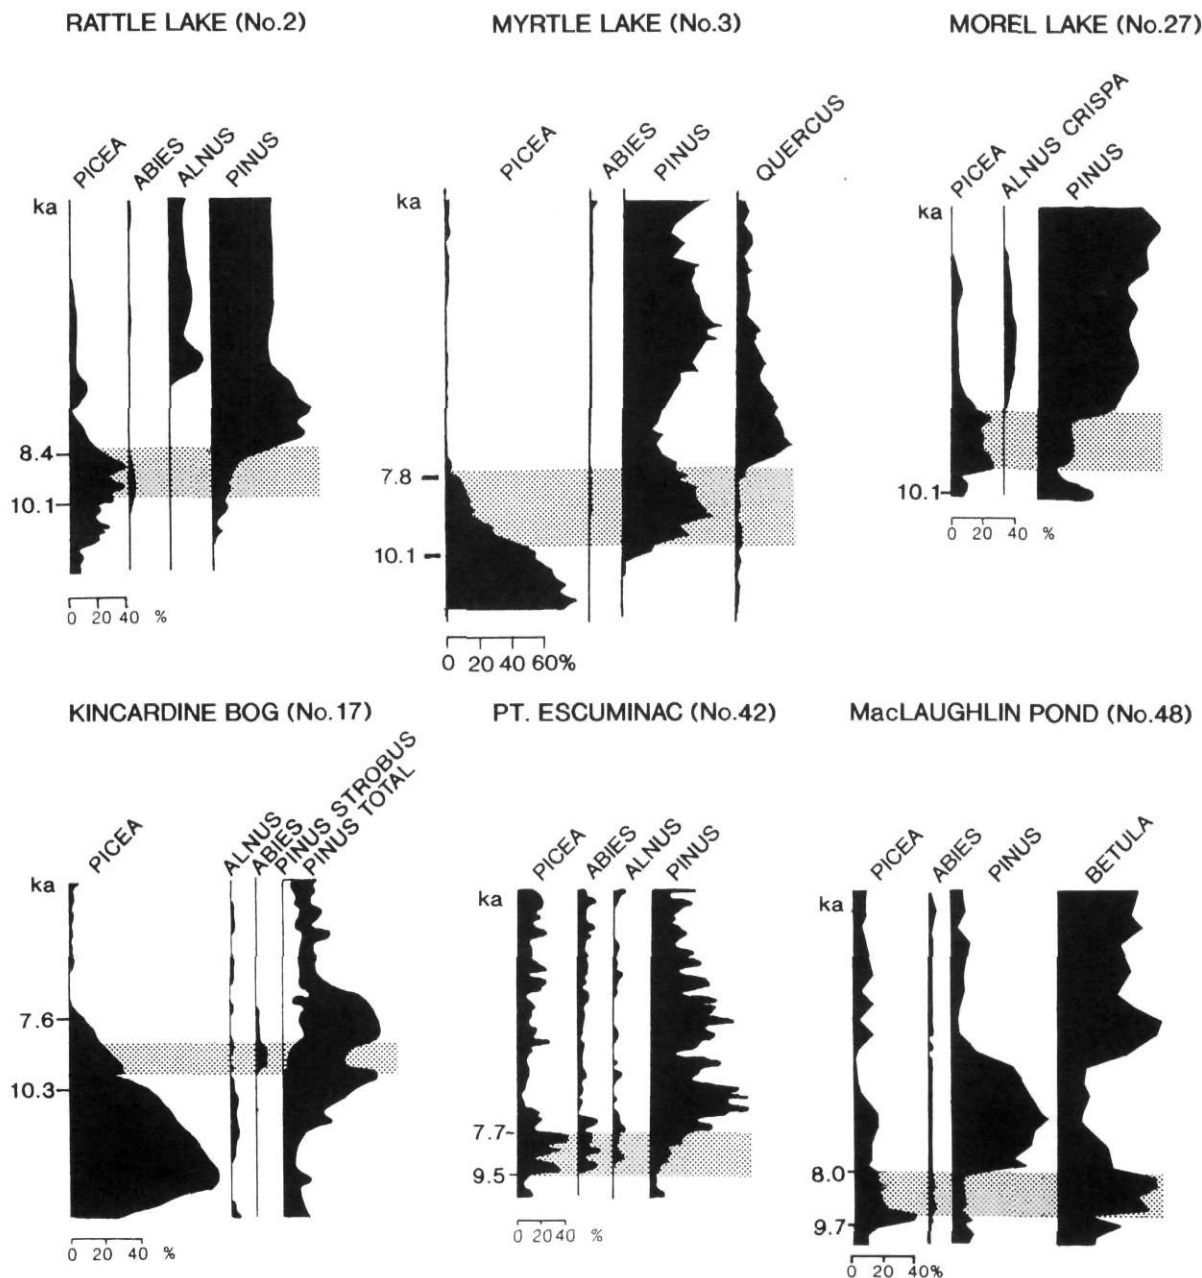 RATTLE LAKE (No.2)
MYRTLE LAKE (No.3)
MOREL LAKE (No.27)
PICEA
ABIES
ALNUS
PINUS
ka
8.4
10.1
0 20 40 %
PICEA
ABIES
PINUS
QUERCUS
ka
7.8
10.1
0 20 40 60%
PICEA
ALNUS CRISPA
PINUS
ka
10.1
0 20 40 %
KINCARDINE BOG (No.17)
PT. ESCUMINAC (No.42)
MacLAUGHLIN POND (No.48)
PICEA
ALNUS
ABIES
PINUS STROBUS
PINUS TOTAL
ka
7.6
10.3
0 20 40 %
PICEA
ABIES
ALNUS
PINUS
ka
7.7
9.5
0 20 40 %
PICEA
ABIES
PINUS
BETULA
ka
8.0
9.7
0 20 40%